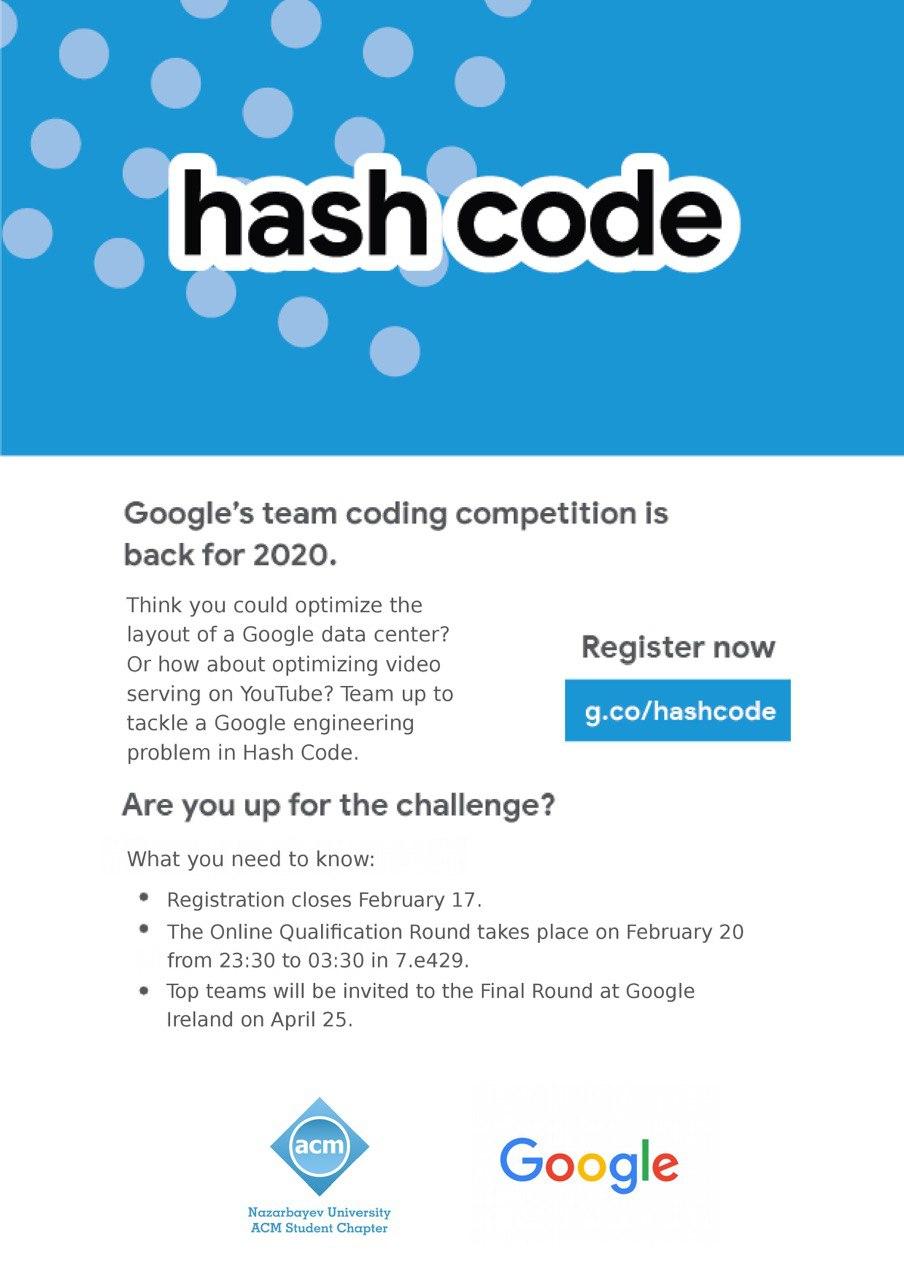 hash code
Google's team coding competition is
back for 2020.
Think you could optimize the
layout of a Google data center?
Or how about optimizing video
serving on YouTube? Team up to
tackle a Google engineering
problem in Hash Code.
Register now
g.co/hashcode
Are you up for the challenge?
What you need to know:
• Registration closes February 17.
• The Online Qualification Round takes place on February 20
from 23:30 to 03:30 in 7.e429.
• Top teams will be invited to the Final Round at Google
Ireland on April 25.
acm
Nazarbayev University
ACM Student Chapter
Google